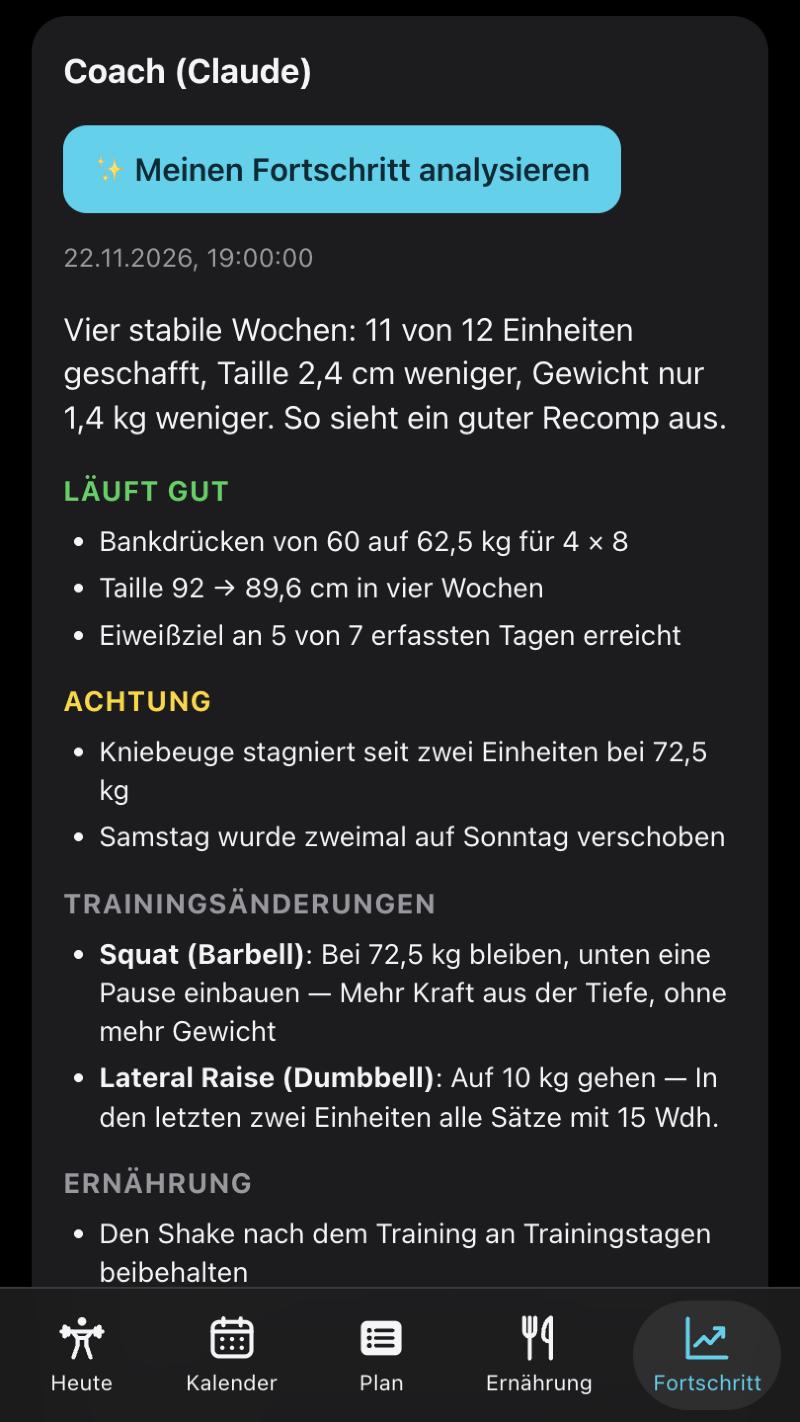 Coach (Claude)
✨ Meinen Fortschritt analysieren
22.11.2026, 19:00:00
Vier stabile Wochen: 11 von 12 Einheiten
geschafft, Taille 2,4 cm weniger, Gewicht nur
1,4 kg weniger. So sieht ein guter Recomp aus.
LÄUFT GUT
• Bankdrücken von 60 auf 62,5 kg für 4 × 8
• Taille 92 → 89,6 cm in vier Wochen
• Eiweißziel an 5 von 7 erfassten Tagen erreicht
ACHTUNG
• Kniebeuge stagniert seit zwei Einheiten bei 72,5
kg
• Samstag wurde zweimal auf Sonntag verschoben
TRAININGSÄNDERUNGEN
• Squat (Barbell): Bei 72,5 kg bleiben, unten eine
Pause einbauen — Mehr Kraft aus der Tiefe, ohne
mehr Gewicht
• Lateral Raise (Dumbbell): Auf 10 kg gehen — In
den letzten zwei Einheiten alle Sätze mit 15 Wdh.
ERNÄHRUNG
• Den Shake nach dem Training an Trainingstagen
beibehalten
Heute
Kalender
Plan
Ernährung
Fortschritt